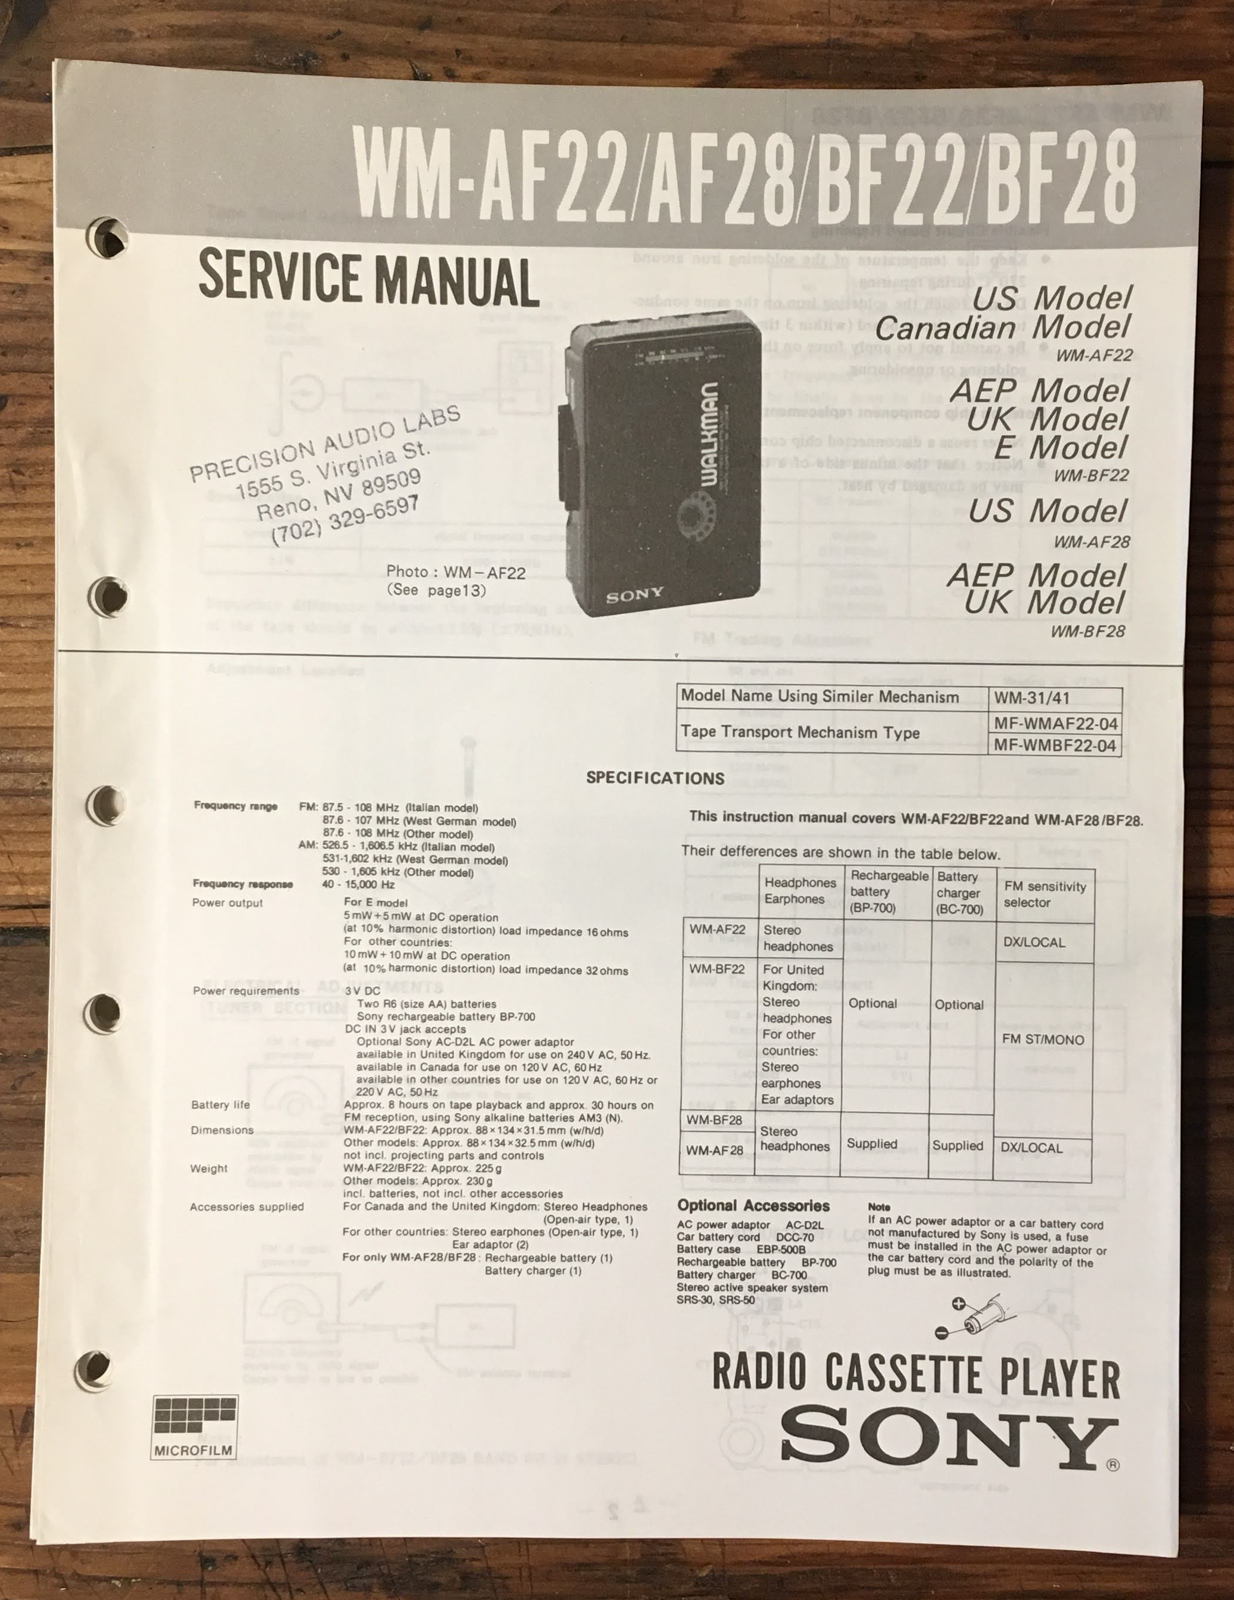 WM-AF22/AF28/BF22/BF28
SERVICE MANUAL
US Model
Canadian Model
WM-AF22
AEP Model
UK Model
E Model
WM-BF22
US Model
WM-AF28
AEP Model
UK Model
WM-BF28
PRECISION AUDIO LABS
1555 S. Virginia St.
Reno, NV 89509
(702) 329-6597
Photo : WM-AF22
(See page13)
WALKMAN
SONY
Model Name Using Similer Mechanism WM-31/41
Tape Transport Mechanism Type MF-WMAF22-04
MF-WMBF22-04
SPECIFICATIONS
Frequency range FM: 87.5 - 108 MHz (Italian model)
87.6 - 107 MHz (West German model)
87.6 - 108 MHz (Other model)
AM: 526.5 - 1,606.5 kHz (Italian model)
531-1,602 kHz (West German model)
530 - 1,605 kHz (Other model)
Frequency response 40 - 15,000 Hz
Power output For E model
5 mW + 5 mW at DC operation
(at 10% harmonic distortion) load impedance 16 ohms
For other countries:
10 mW + 10 mW at DC operation
(at 10% harmonic distortion) load impedance 32 ohms
Power requirements 3 V DC
Two R6 (size AA) batteries
Sony rechargeable battery BP-700
DC IN 3 V jack accepts
Optional Sony AC-D2L AC power adaptor
available in United Kingdom for use on 240 V AC, 50 Hz.
available in Canada for use on 120 V AC, 60 Hz
available in other countries for use on 120 V AC, 60 Hz or
220 V AC, 50 Hz
Battery life Approx. 8 hours on tape playback and approx. 30 hours on
FM reception, using Sony alkaline batteries AM3 (N).
Dimensions WM-AF22/BF22: Approx. 88 × 134 × 31.5 mm (w/h/d)
Other models: Approx. 88 × 134 × 32.5 mm (w/h/d)
not incl. projecting parts and controls
Weight WM-AF22/BF22: Approx. 225 g
Other models: Approx. 230 g
incl. batteries, not incl. other accessories
Accessories supplied For Canada and the United Kingdom: Stereo Headphones
(Open-air type, 1)
For other countries: Stereo earphones (Open-air type, 1)
Ear adaptor (2)
For only WM-AF28/BF28 : Rechargeable battery (1)
Battery charger (1)
This instruction manual covers WM-AF22/BF22 and WM-AF28/BF28.
Their defferences are shown in the table below.
Headphones
Earphones
Rechargeable
battery
(BP-700)
Battery
charger
(BC-700)
FM sensitivity
selector
WM-AF22
Stereo
headphones
DX/LOCAL
WM-BF22
For United
Kingdom:
Stereo
headphones
For other
countries:
Stereo
earphones
Ear adaptors
Optional
Optional
FM ST/MONO
WM-BF28
WM-AF28
Stereo
headphones
Supplied
Supplied
DX/LOCAL
Optional Accessories
AC power adaptor AC-D2L
Car battery cord DCC-70
Battery case EBP-500B
Rechargeable battery BP-700
Battery charger BC-700
Stereo active speaker system
SRS-30, SRS-50
Note
If an AC power adaptor or a car battery cord
not manufactured by Sony is used, a fuse
must be installed in the AC power adaptor or
the car battery cord and the polarity of the
plug must be as illustrated.
RADIO CASSETTE PLAYER
SONY®
MICROFILM